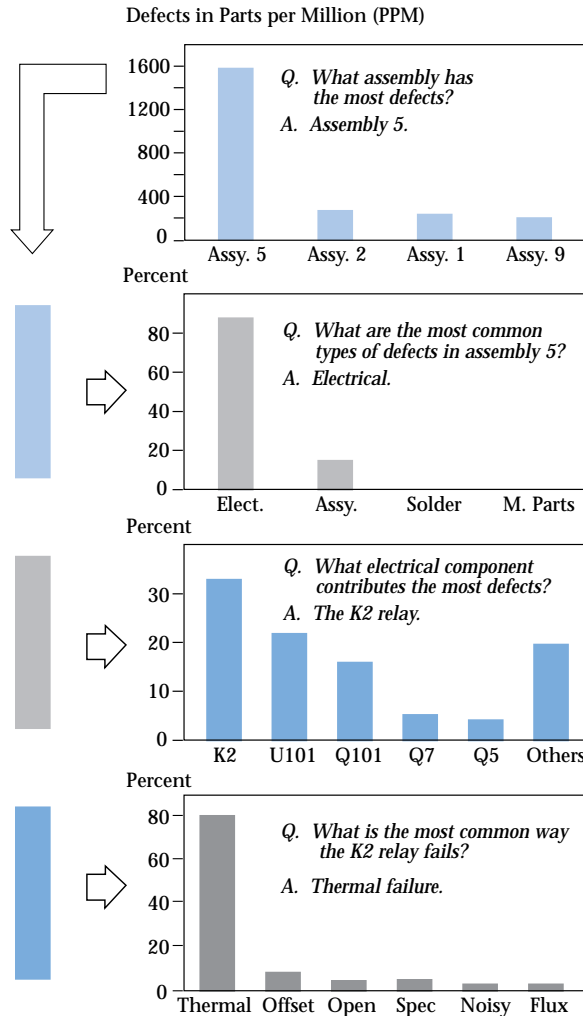 Defects in Parts per Million (PPM)
1600
1200
800
400
0
Q. What assembly has
the most defects?
A. Assembly 5.
Assy. 5 Assy. 2 Assy. 1 Assy. 9
Percent
80
60
40
20
0
Q. What are the most common
types of defects in assembly 5?
A. Electrical.
Elect. Assy. Solder M. Parts
Percent
30
20
10
0
Q. What electrical component
contributes the most defects?
A. The K2 relay.
K2 U101 Q101 Q7 Q5 Others
Percent
80
60
40
20
0
Q. What is the most common way
the K2 relay fails?
A. Thermal failure.
Thermal Offset Open Spec Noisy Flux